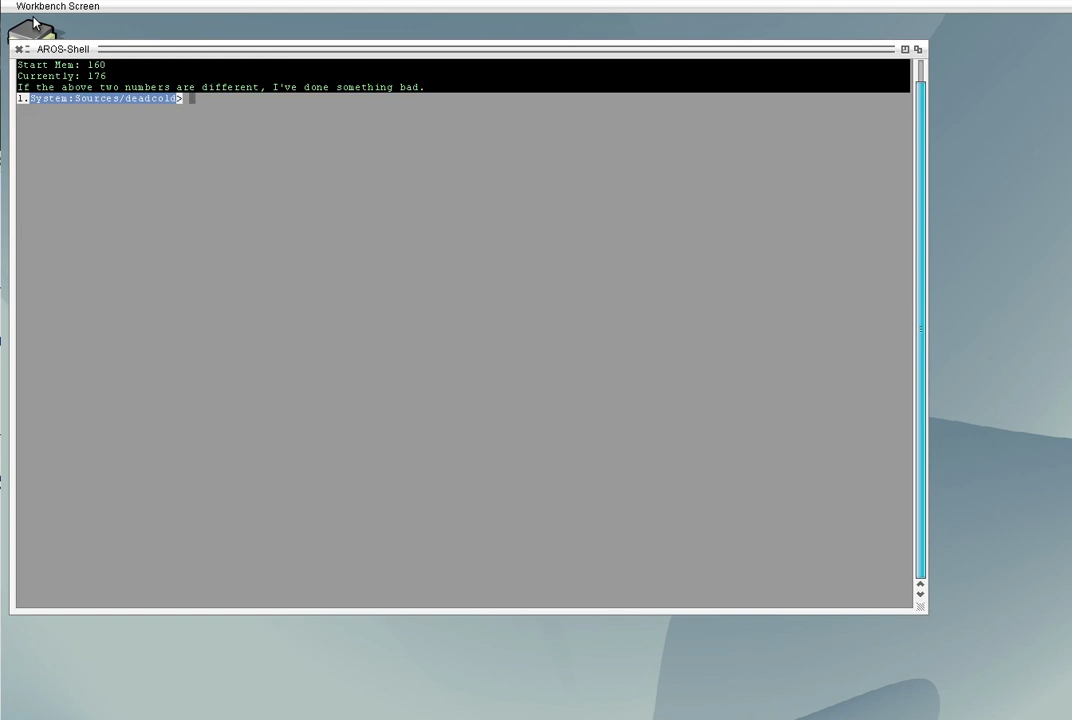 Workbench Screen
AROS-Shell
Start Mem: 160
Currently: 176
If the above two numbers are different, I've done something bad.
1.System:Sources/deadcold>